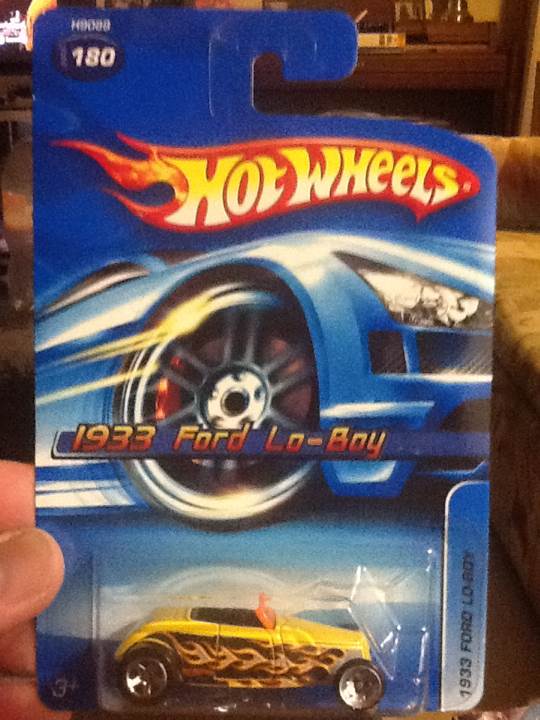 H9088
180
HOT WHEELS
1933 Ford Lo-Boy
1933 FORD LO-BOY
3+